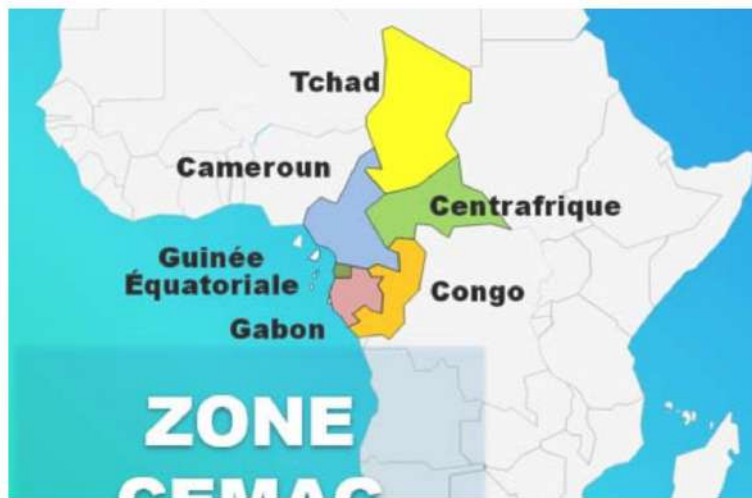 Tchad
Cameroun
Centrafrique
Guinée
Équatoriale
Congo
Gabon
ZONE
CEMAC